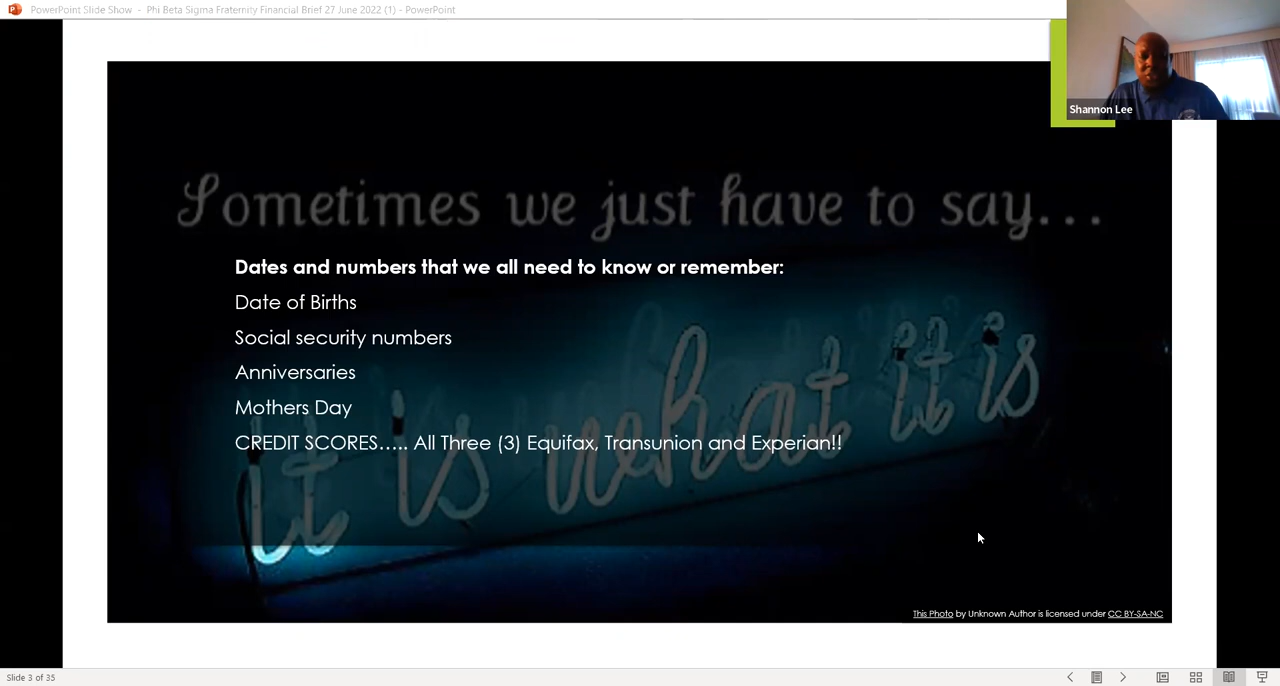 PowerPoint Slide Show - Phi Beta Sigma Fraternity Financial Brief 27 June 2022 (1) - PowerPoint
Shannon Lee
Sometimes we just have to say...
Dates and numbers that we all need to know or remember:
Date of Births
Social security numbers
Anniversaries
Mothers Day
CREDIT SCORES….. All Three (3) Equifax, Transunion and Experian!!
it is what it is
This Photo by Unknown Author is licensed under CC BY-SA-NC
Slide 3 of 35